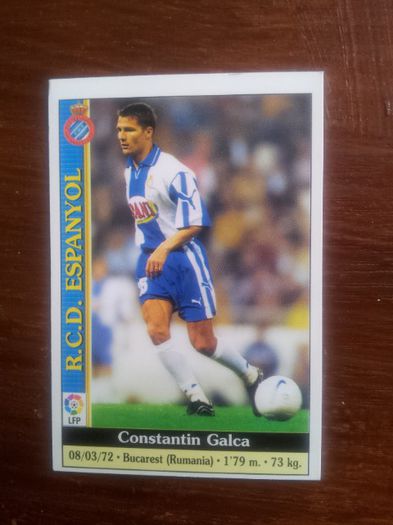 R.C.D. ESPANYOL
LFP
Constantin Galca
08/03/72 · Bucarest (Rumania) · 1'79 m. · 73 kg.